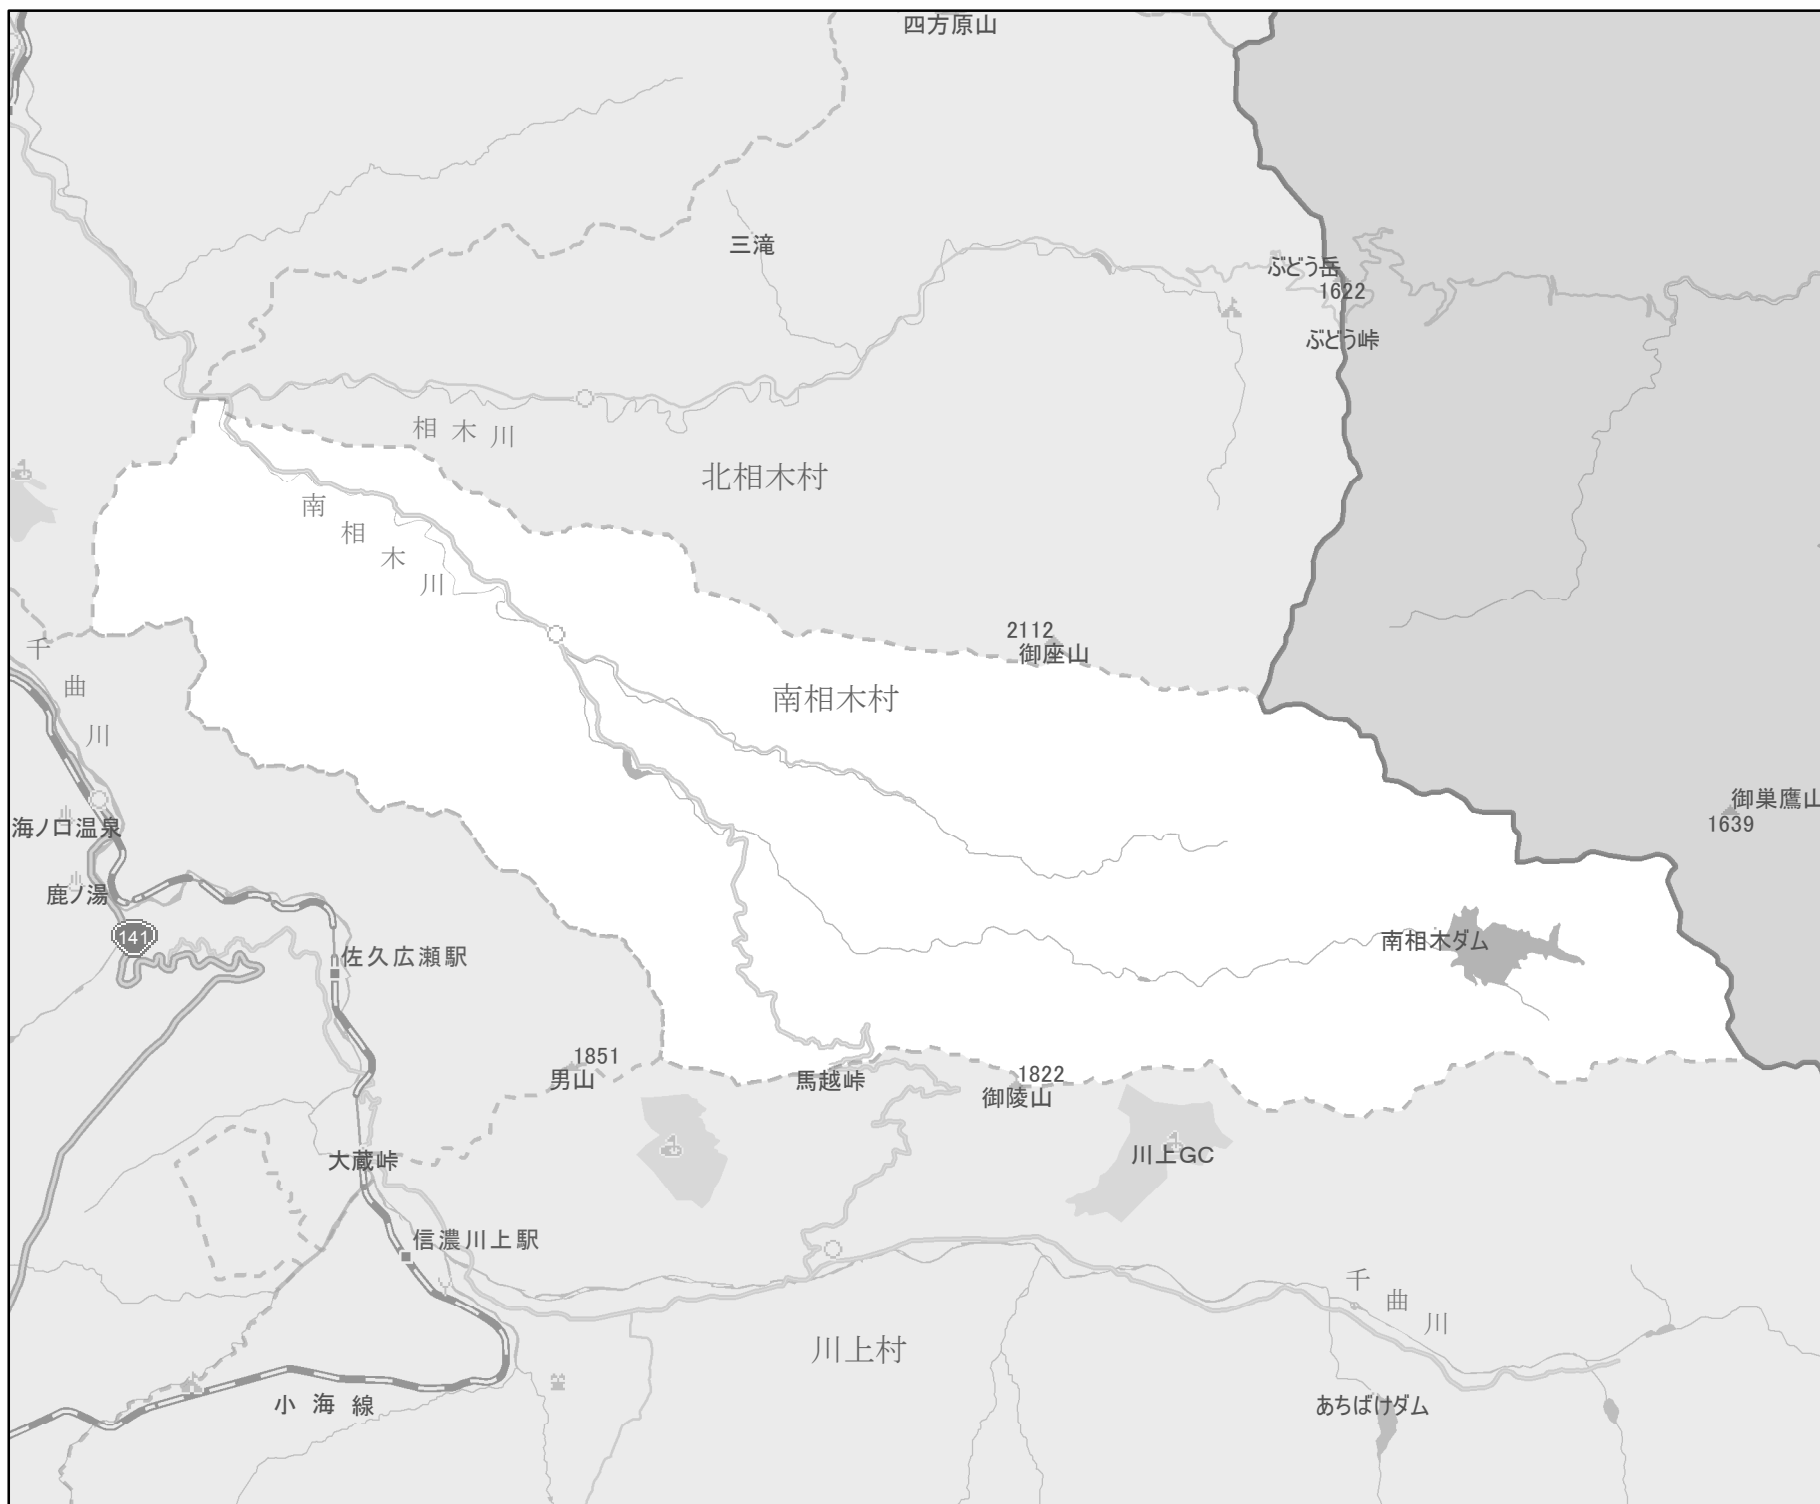 四方原山
三滝
ぶどう岳
1622
ぶどう峠
相木川
北相木村
南相木川
2112
御座山
千曲川
南相木村
御巣鷹山
1639
海ノ口温泉
鹿ノ湯
141
佐久広瀬駅
南相木ダム
1851
男山
馬越峠
1822
御陵山
大蔵峠
川上GC
信濃川上駅
千曲川
川上村
小海線
あちばけダム